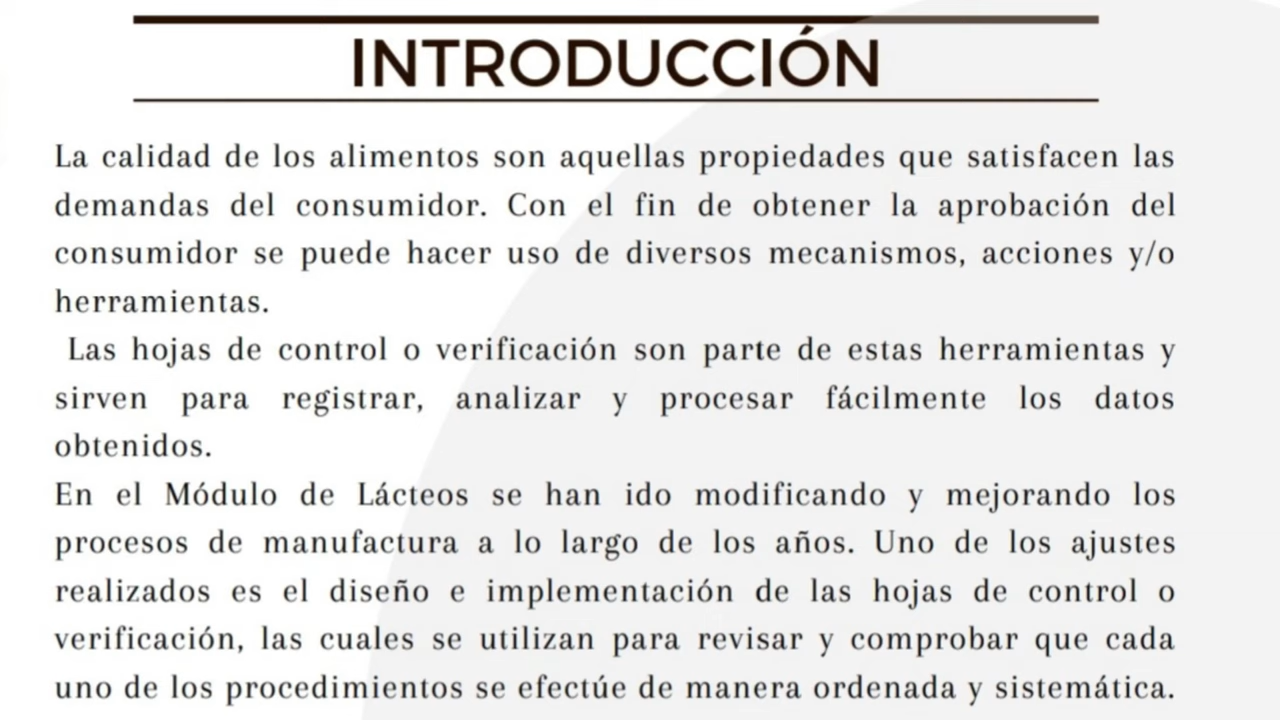 INTRODUCCIÓN
La calidad de los alimentos son aquellas propiedades que satisfacen las
demandas del consumidor. Con el fin de obtener la aprobación del
consumidor se puede hacer uso de diversos mecanismos, acciones y/o
herramientas.
Las hojas de control o verificación son parte de estas herramientas y
sirven para registrar, analizar y procesar fácilmente los datos
obtenidos.
En el Módulo de Lácteos se han ido modificando y mejorando los
procesos de manufactura a lo largo de los años. Uno de los ajustes
realizados es el diseño e implementación de las hojas de control o
verificación, las cuales se utilizan para revisar y comprobar que cada
uno de los procedimientos se efectúe de manera ordenada y sistemática.